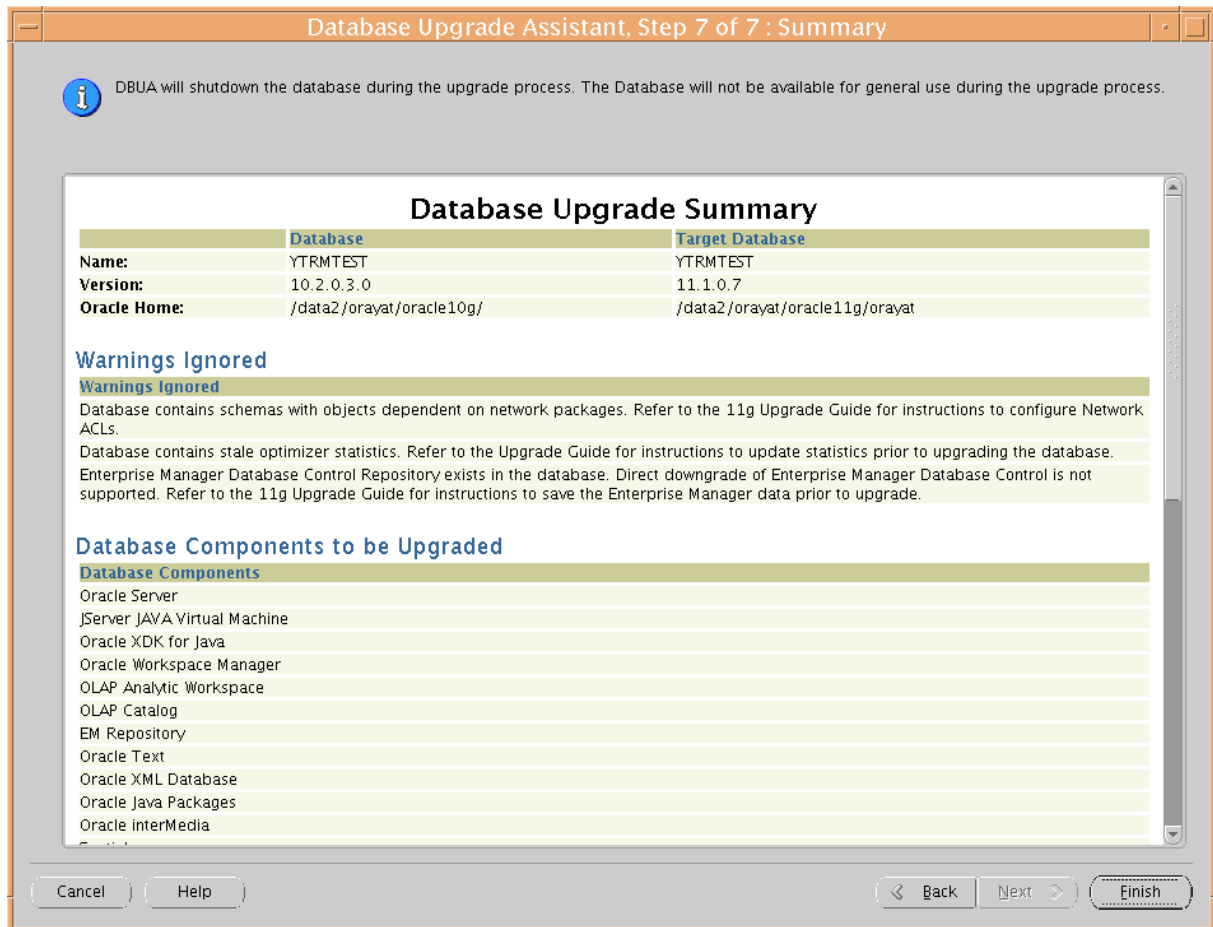 Database Upgrade Assistant, Step 7 of 7 : Summary
DBUA will shutdown the database during the upgrade process. The Database will not be available for general use during the upgrade process.
Database Upgrade Summary
Database Target Database
Name: YTRMTEST YTRMTEST
Version: 10.2.0.3.0 11.1.0.7
Oracle Home: /data2/orayat/oracle10g/ /data2/orayat/oracle11g/orayat
Warnings Ignored
Warnings Ignored
Database contains schemas with objects dependent on network packages. Refer to the 11g Upgrade Guide for instructions to configure Network
ACLs.
Database contains stale optimizer statistics. Refer to the Upgrade Guide for instructions to update statistics prior to upgrading the database.
Enterprise Manager Database Control Repository exists in the database. Direct downgrade of Enterprise Manager Database Control is not
supported. Refer to the 11g Upgrade Guide for instructions to save the Enterprise Manager data prior to upgrade.
Database Components to be Upgraded
Database Components
Oracle Server
JServer JAVA Virtual Machine
Oracle XDK for Java
Oracle Workspace Manager
OLAP Analytic Workspace
OLAP Catalog
EM Repository
Oracle Text
Oracle XML Database
Oracle Java Packages
Oracle interMedia
Cancel Help Back Next Finish